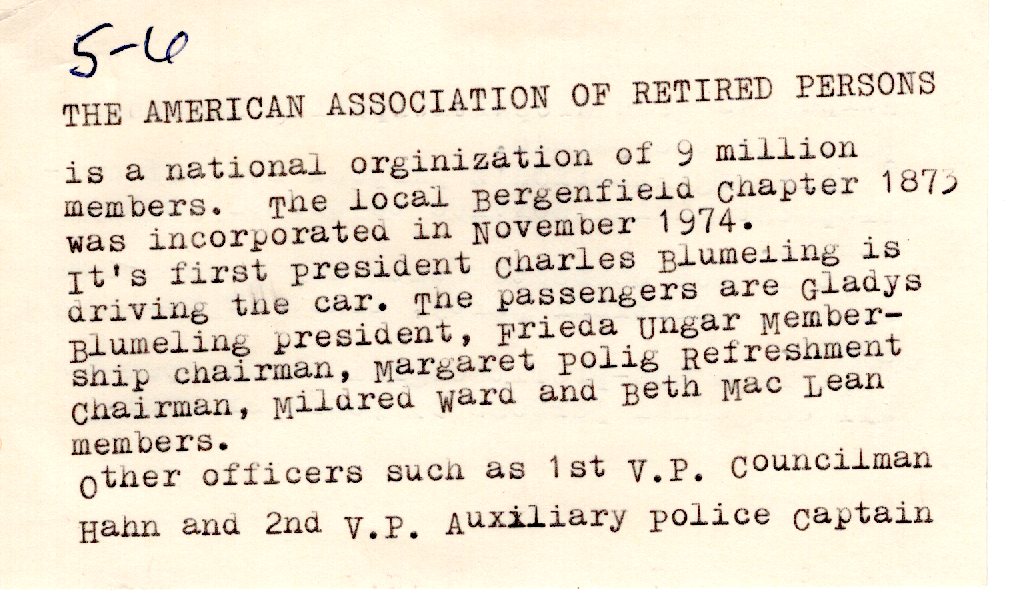 5-6
THE AMERICAN ASSOCIATION OF RETIRED PERSONS
is a national orginization of 9 million
members. The local Bergenfield Chapter 1873
was incorporated in November 1974.
It's first president Charles Blumeling is
driving the car. The passengers are Gladys
Blumeling president, Frieda Ungar Member-
ship chairman, Margaret Polig Refreshment
Chairman, Mildred Ward and Beth Mac Lean
members.
Other officers such as 1st V.P. Councilman
Hahn and 2nd V.P. Auxiliary police Captain